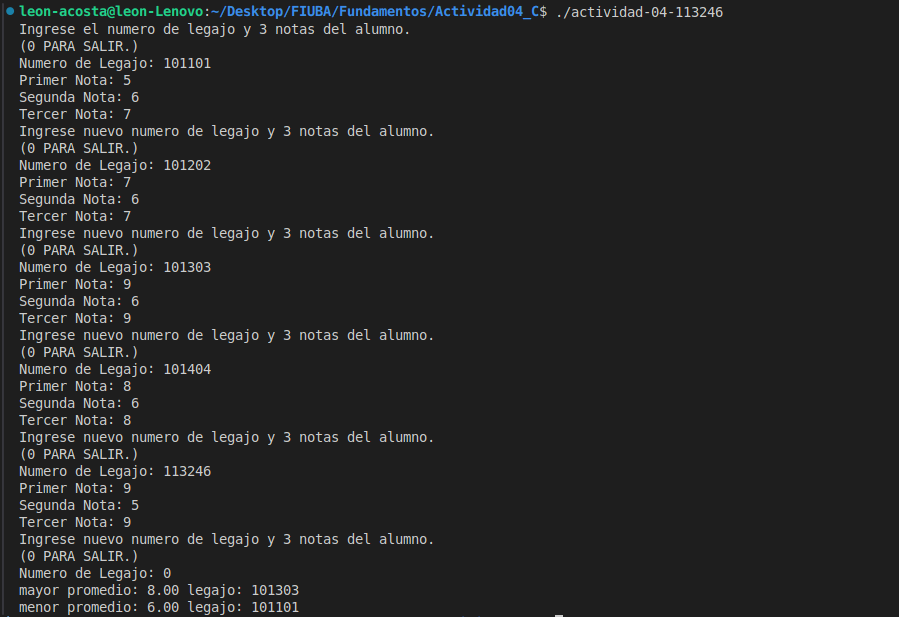 leon-acosta@leon-Lenovo:~/Desktop/FIUBA/Fundamentos/Actividad04_C$ ./actividad-04-113246
Ingrese el numero de legajo y 3 notas del alumno.
(0 PARA SALIR.)
Numero de Legajo: 101101
Primer Nota: 5
Segunda Nota: 6
Tercer Nota: 7
Ingrese nuevo numero de legajo y 3 notas del alumno.
(0 PARA SALIR.)
Numero de Legajo: 101202
Primer Nota: 7
Segunda Nota: 6
Tercer Nota: 7
Ingrese nuevo numero de legajo y 3 notas del alumno.
(0 PARA SALIR.)
Numero de Legajo: 101303
Primer Nota: 9
Segunda Nota: 6
Tercer Nota: 9
Ingrese nuevo numero de legajo y 3 notas del alumno.
(0 PARA SALIR.)
Numero de Legajo: 101404
Primer Nota: 8
Segunda Nota: 6
Tercer Nota: 8
Ingrese nuevo numero de legajo y 3 notas del alumno.
(0 PARA SALIR.)
Numero de Legajo: 113246
Primer Nota: 9
Segunda Nota: 5
Tercer Nota: 9
Ingrese nuevo numero de legajo y 3 notas del alumno.
(0 PARA SALIR.)
Numero de Legajo: 0
mayor promedio: 8.00 legajo: 101303
menor promedio: 6.00 legajo: 101101